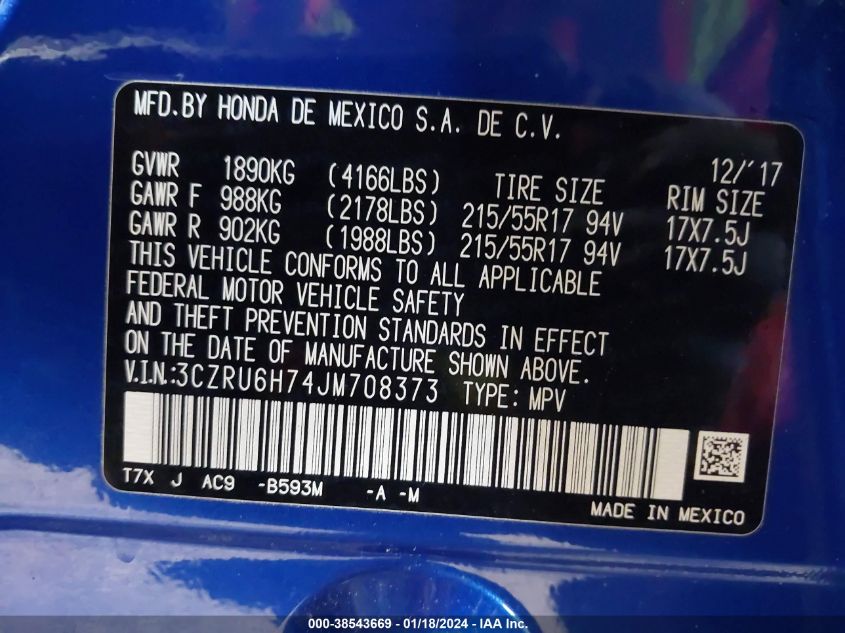 MFD.BY HONDA DE MEXICO S.A. DE C.V.
12/'17
GVWR 1890KG (4166LBS) TIRE SIZE RIM SIZE
GAWR F 988KG (2178LBS) 215/55R17 94V 17X7.5J
GAWR R 902KG (1988LBS) 215/55R17 94V 17X7.5J
THIS VEHICLE CONFORMS TO ALL APPLICABLE
FEDERAL MOTOR VEHICLE SAFETY
AND THEFT PREVENTION STANDARDS IN EFFECT
ON THE DATE OF MANUFACTURE SHOWN ABOVE.
V.I.N:3CZRU6H74JM708373 TYPE: MPV
T7X J AC9 -B593M -A -M
MADE IN MEXICO
000-38543669 - 01/18/2024 - IAA Inc.